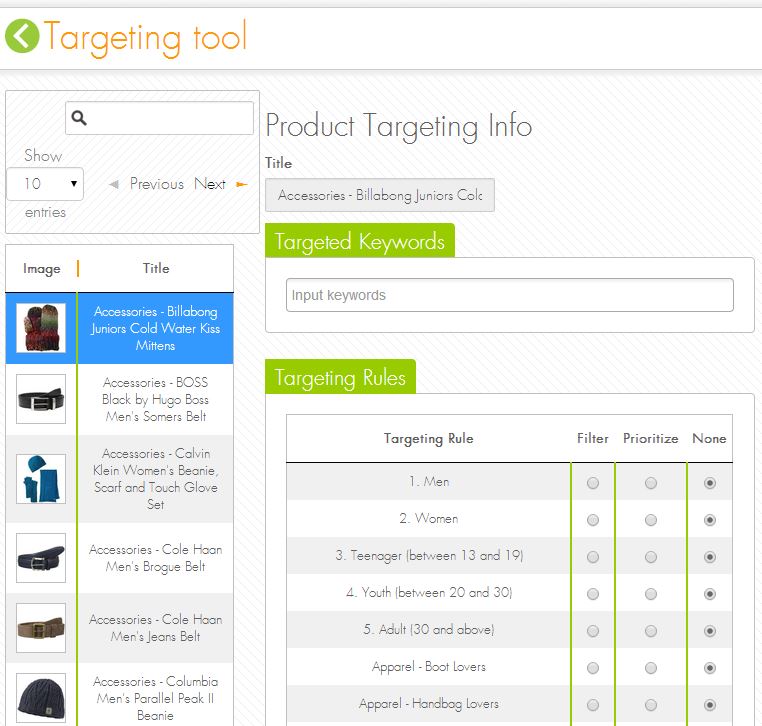 Targeting tool
Show
10
entries
Previous Next
Image Title
Accessories - Billabong
Juniors Cold Water Kiss
Mittens
Accessories - BOSS
Black by Hugo Boss
Men's Somers Belt
Accessories - Calvin
Klein Women's Beanie,
Scarf and Touch Glove
Set
Accessories - Cole Haan
Men's Brogue Belt
Accessories - Cole Haan
Men's Jeans Belt
Accessories - Columbia
Men's Parallel Peak II
Beanie
Product Targeting Info
Title
Accessories - Billabong Juniors Col
Targeted Keywords
Input keywords
Targeting Rules
Targeting Rule Filter Prioritize None
1. Men
2. Women
3. Teenager (between 13 and 19)
4. Youth (between 20 and 30)
5. Adult (30 and above)
Apparel - Boot Lovers
Apparel - Handbag Lovers